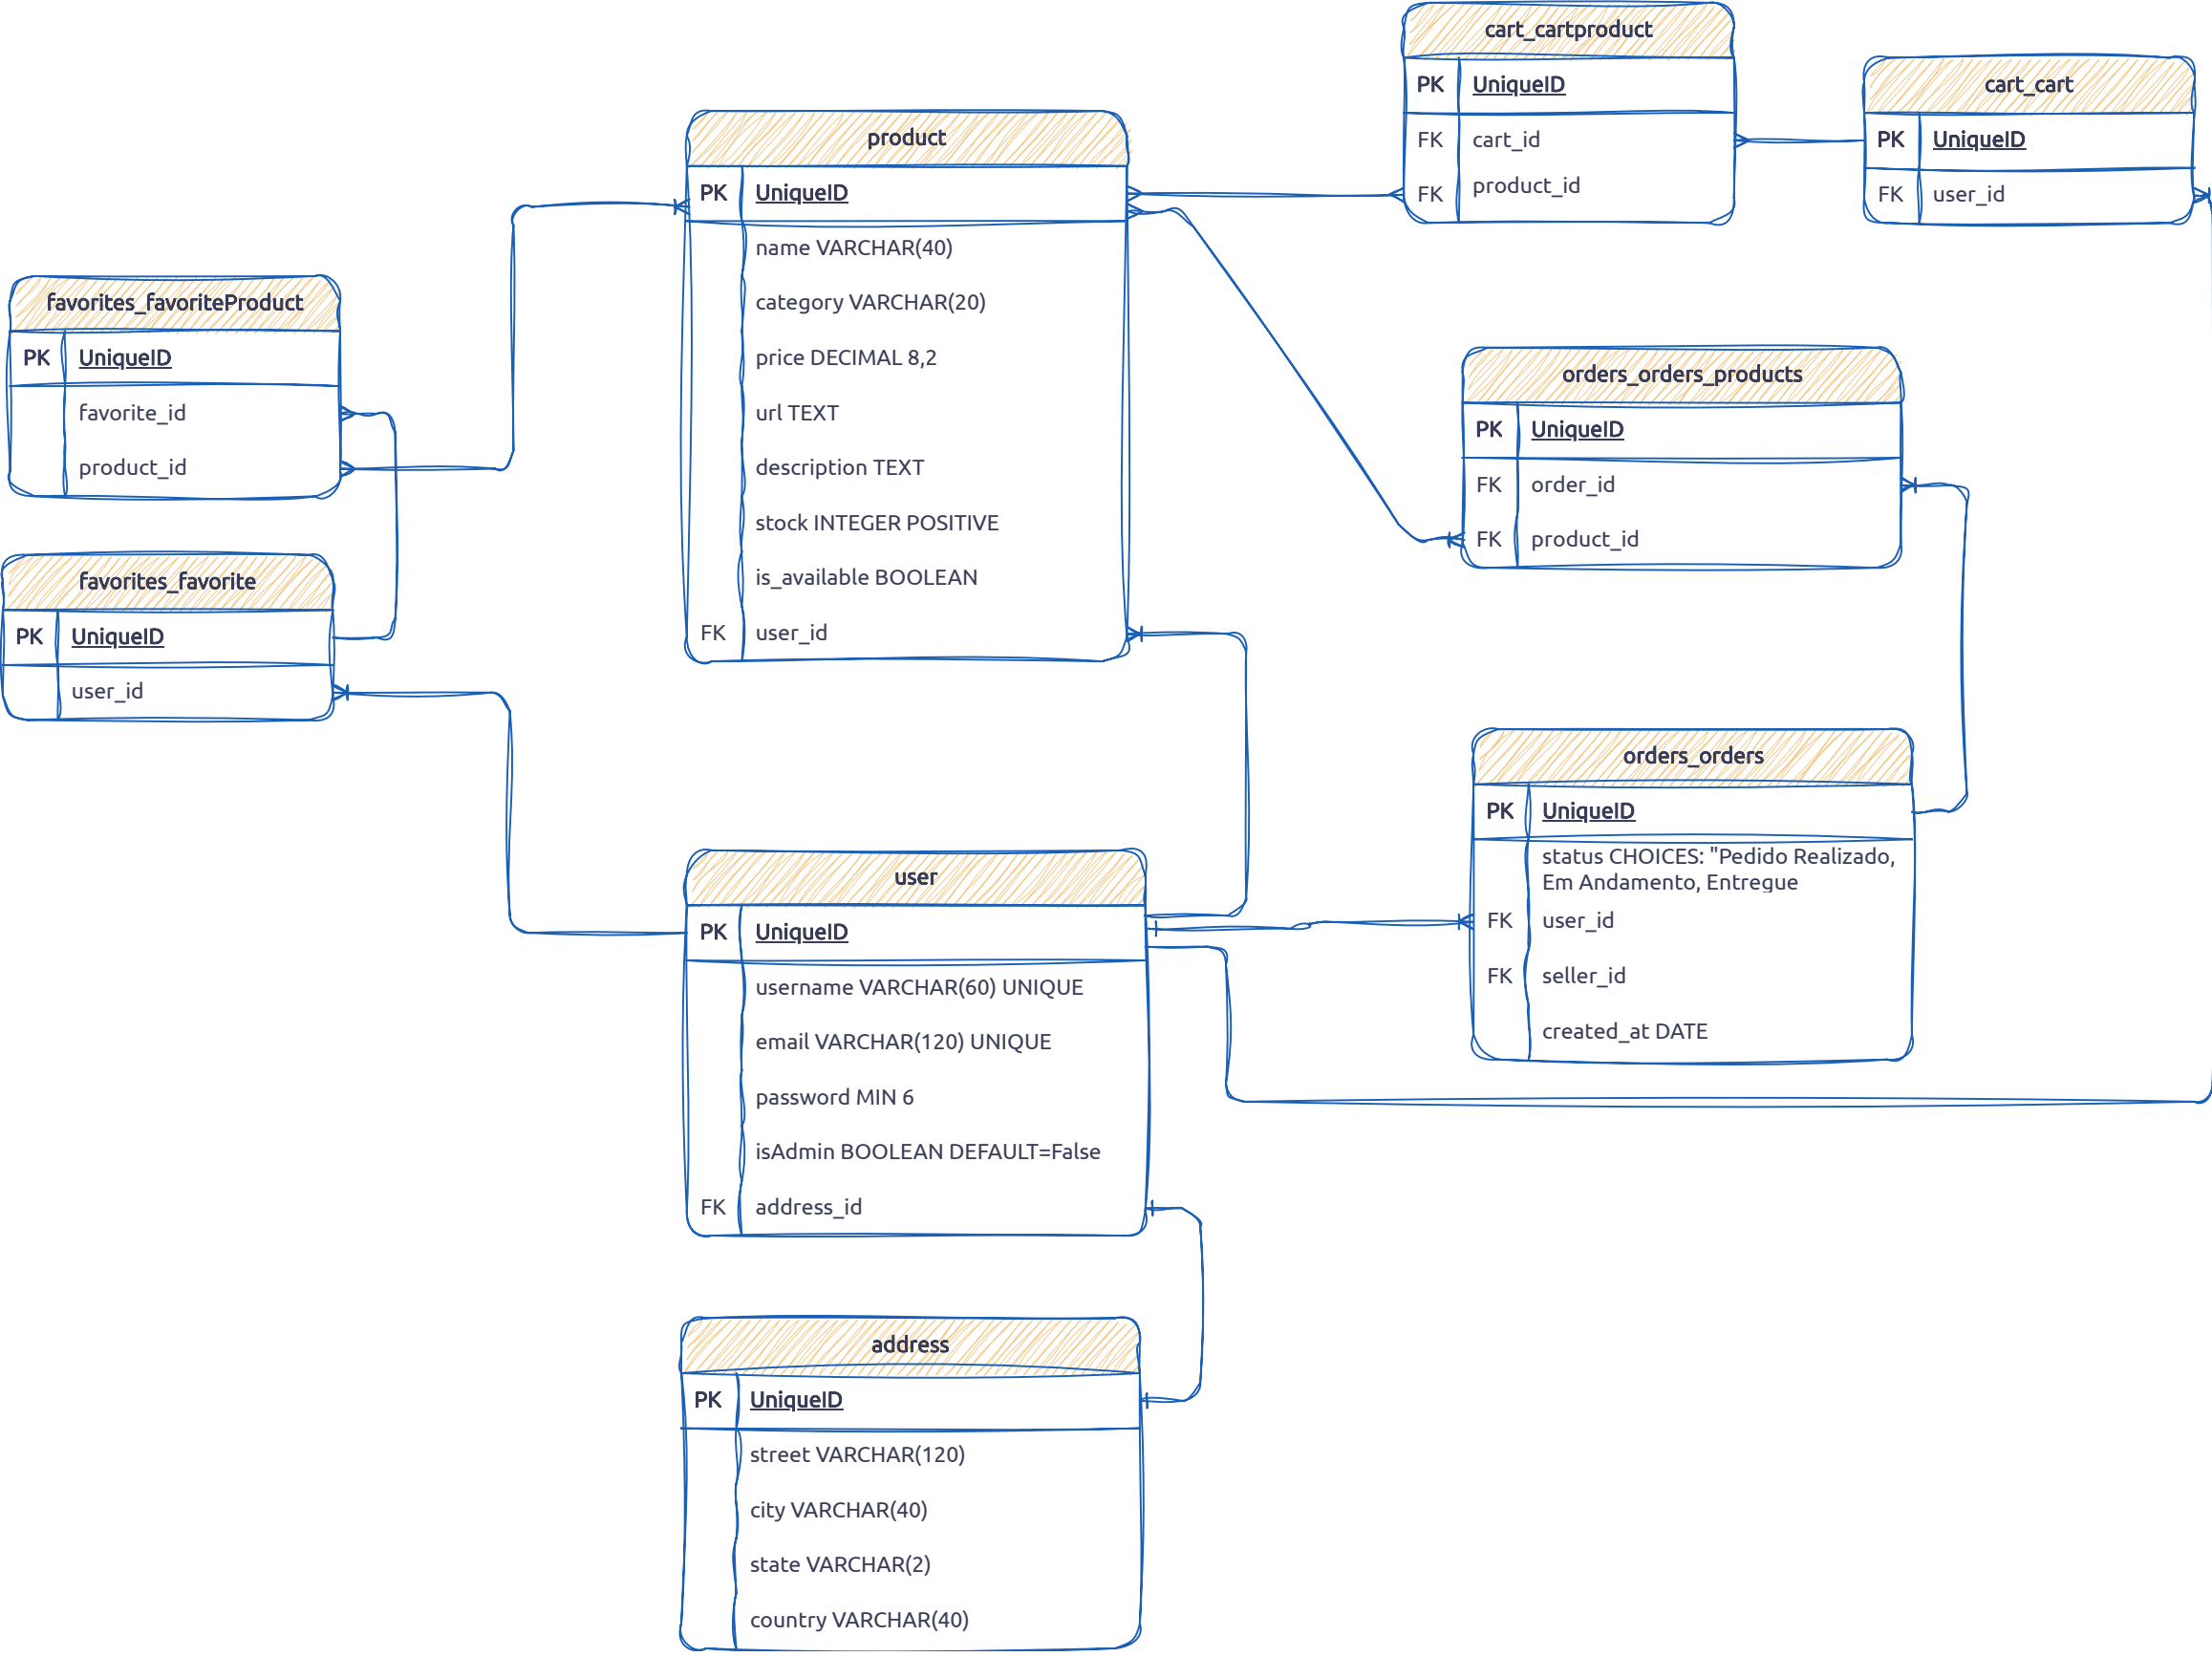 cart_cartproduct
PK UniqueID
FK cart_id
FK product_id
cart_cart
PK UniqueID
FK user_id
product
PK UniqueID
name VARCHAR(40)
category VARCHAR(20)
price DECIMAL 8,2
url TEXT
description TEXT
stock INTEGER POSITIVE
is_available BOOLEAN
FK user_id
favorites_favoriteProduct
PK UniqueID
favorite_id
product_id
favorites_favorite
PK UniqueID
user_id
orders_orders_products
PK UniqueID
FK order_id
FK product_id
orders_orders
PK UniqueID
status CHOICES: "Pedido Realizado,
Em Andamento, Entregue
FK user_id
FK seller_id
created_at DATE
user
PK UniqueID
username VARCHAR(60) UNIQUE
email VARCHAR(120) UNIQUE
password MIN 6
isAdmin BOOLEAN DEFAULT=False
FK address_id
address
PK UniqueID
street VARCHAR(120)
city VARCHAR(40)
state VARCHAR(2)
country VARCHAR(40)